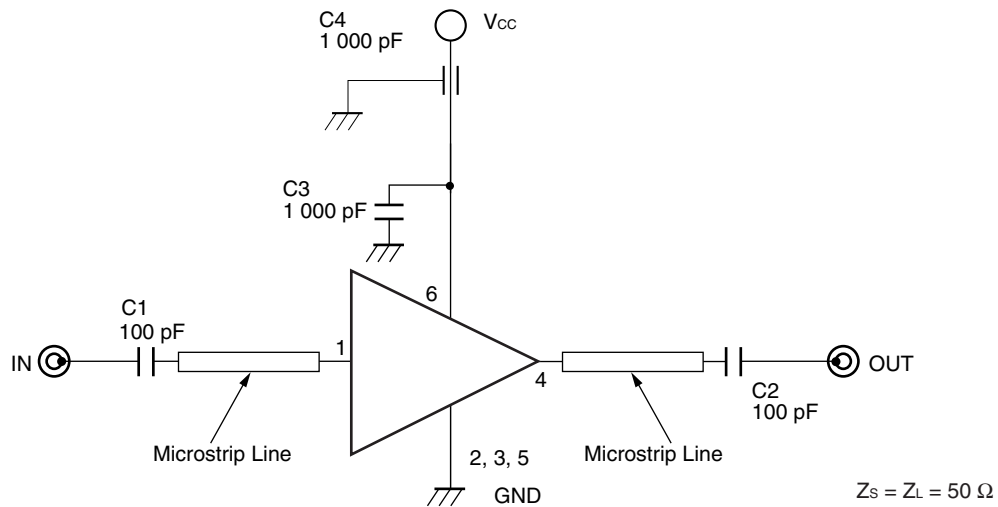 C4
1 000 pF
VCC
C3
1 000 pF
6
C1
100 pF
IN
1
4
OUT
C2
100 pF
Microstrip Line
Microstrip Line
2, 3, 5
GND
ZS = ZL = 50 Ω